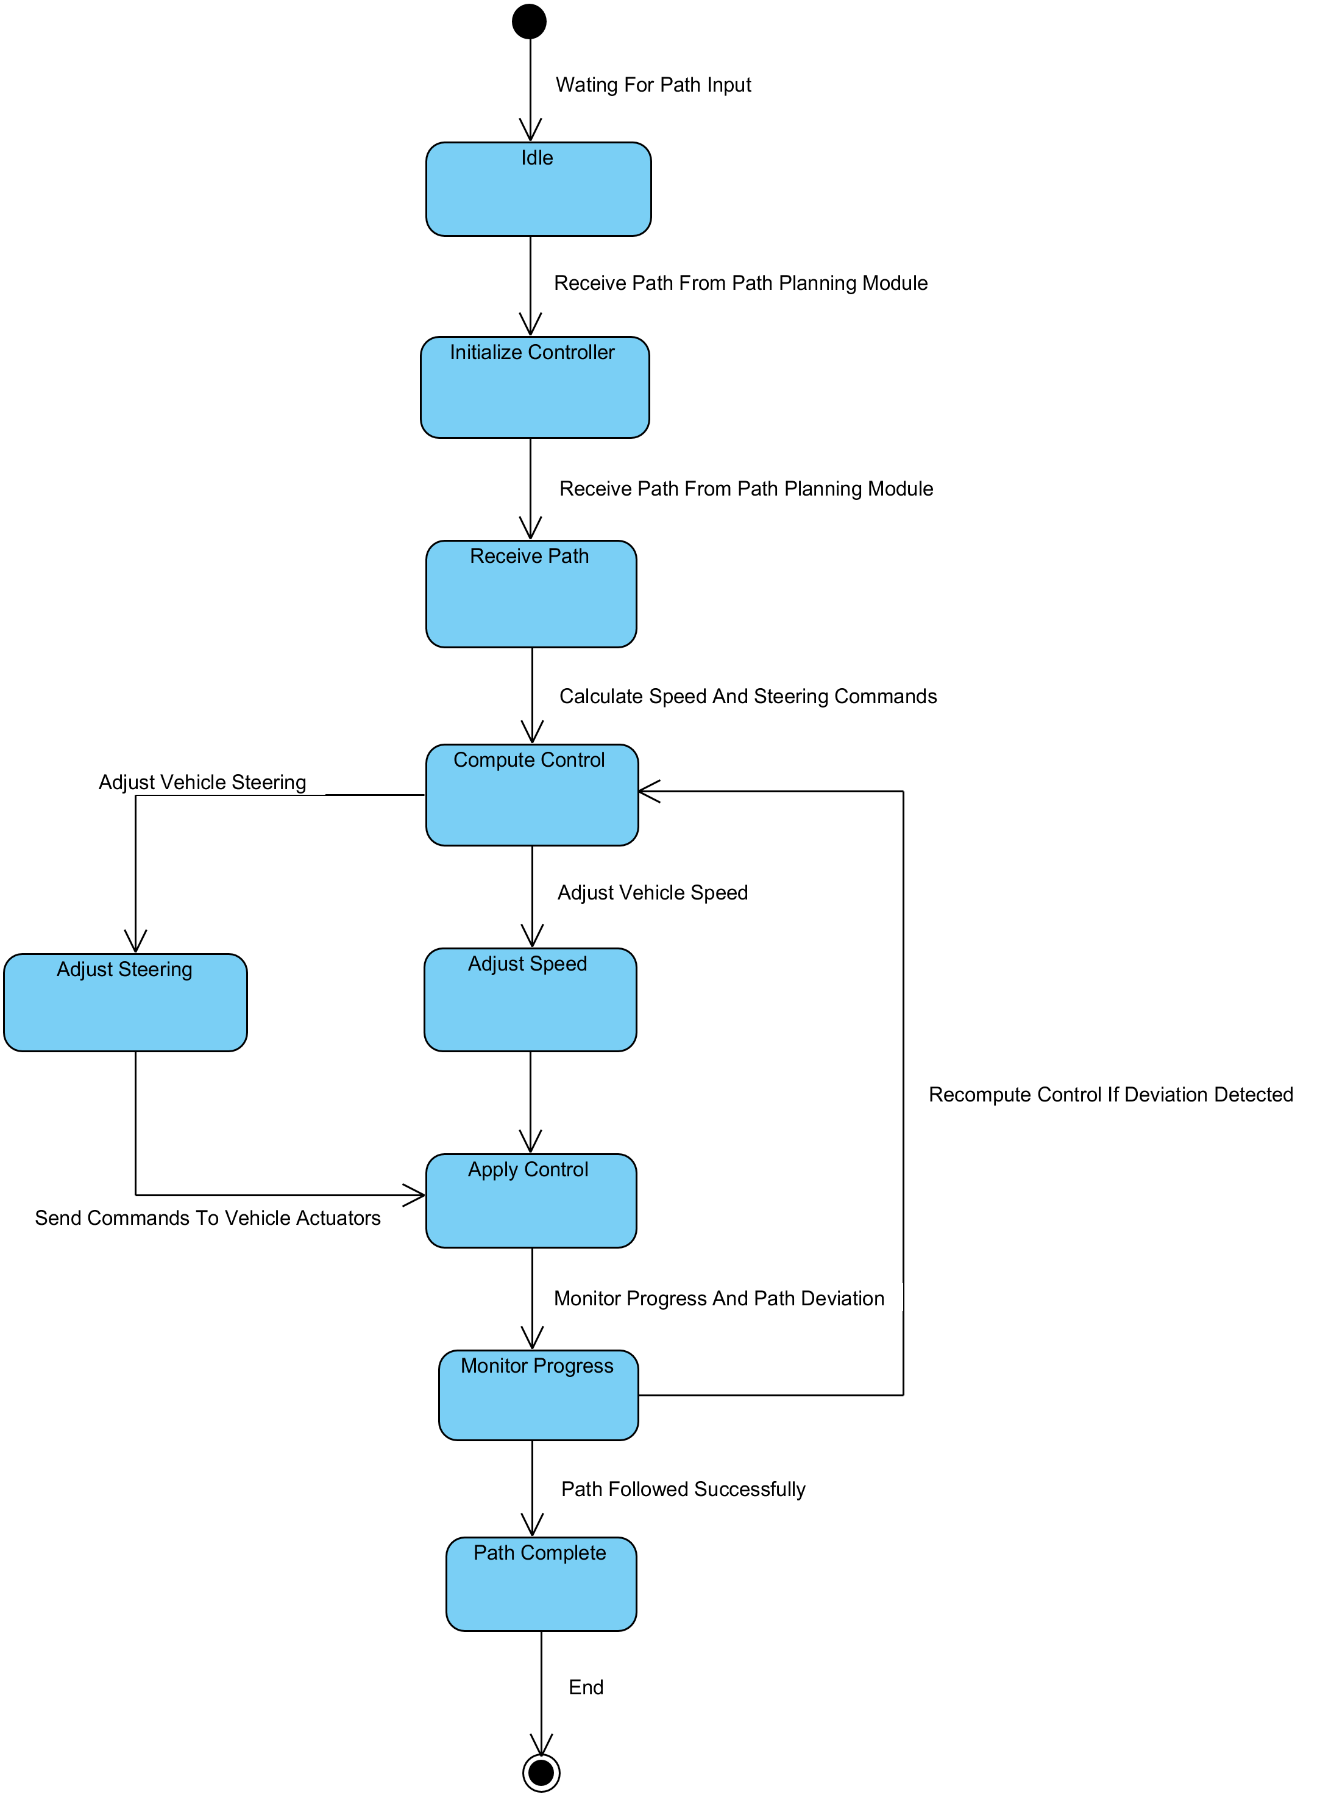 Wating For Path Input
Idle
Receive Path From Path Planning Module
Initialize Controller
Receive Path From Path Planning Module
Receive Path
Calculate Speed And Steering Commands
Compute Control
Adjust Vehicle Steering
Adjust Vehicle Speed
Adjust Steering
Adjust Speed
Recompute Control If Deviation Detected
Apply Control
Send Commands To Vehicle Actuators
Monitor Progress And Path Deviation
Monitor Progress
Path Followed Successfully
Path Complete
End